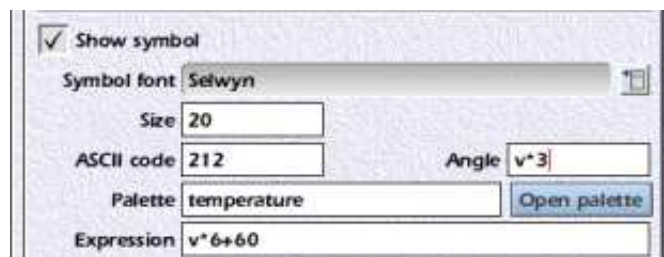 Show symbol
Symbol font Selwyn
Size 20
ASCII code 212 Angle v*3
Palette temperature Open palette
Expression v*6+60